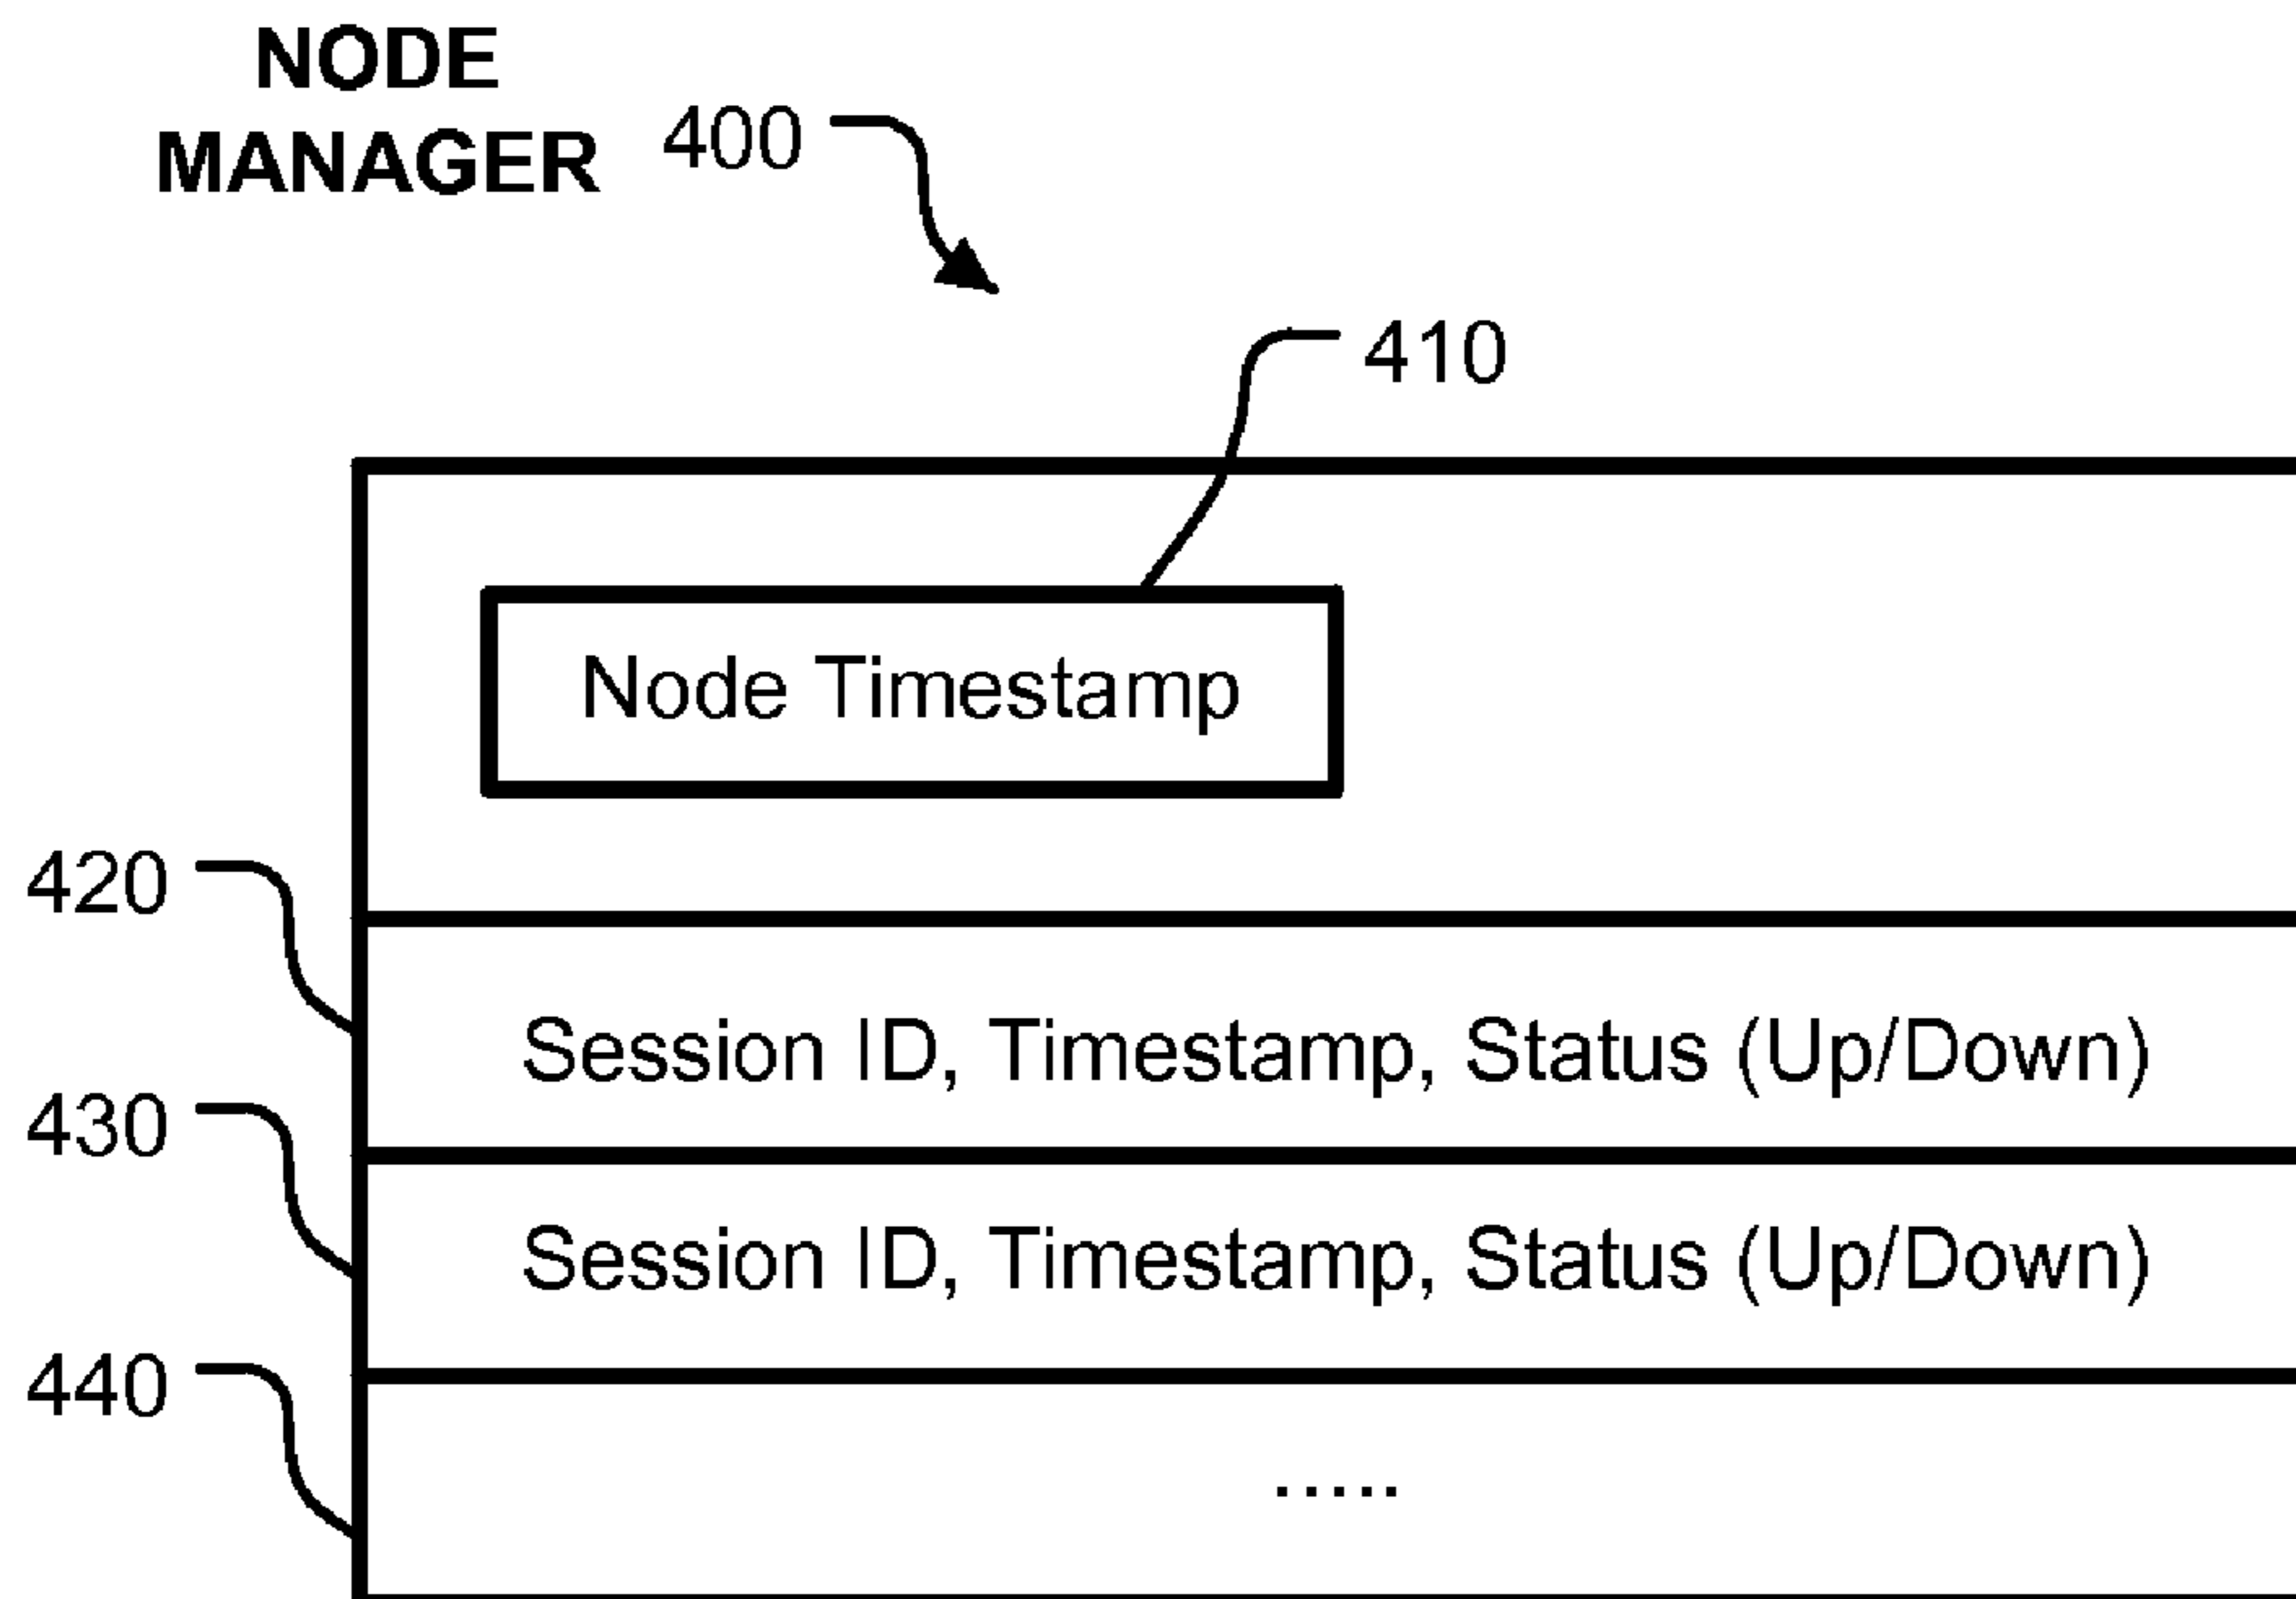 NODE
MANAGER
400
410
Node Timestamp
420
Session ID, Timestamp, Status (Up/Down)
430
Session ID, Timestamp, Status (Up/Down)
440
.....